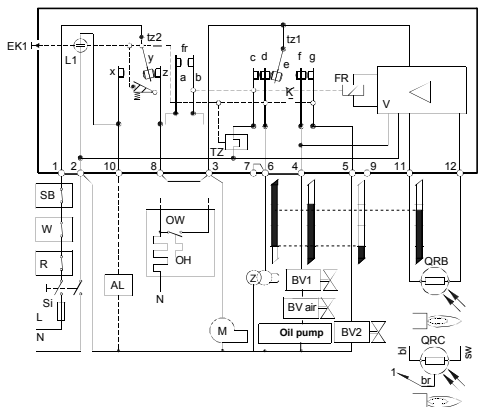 tz2
tz1
EK1
fr
L1
x
y
z
a
b
c
d
e
f
g
FR
K
V
TZ
1
2
10
8
3
7
6
4
5
9
11
12
SB
W
R
Si
L
N
AL
OW
OH
N
M
Z
BV1
BV air
Oil pump
BV2
QRB
QRC
bl
sw
1
br